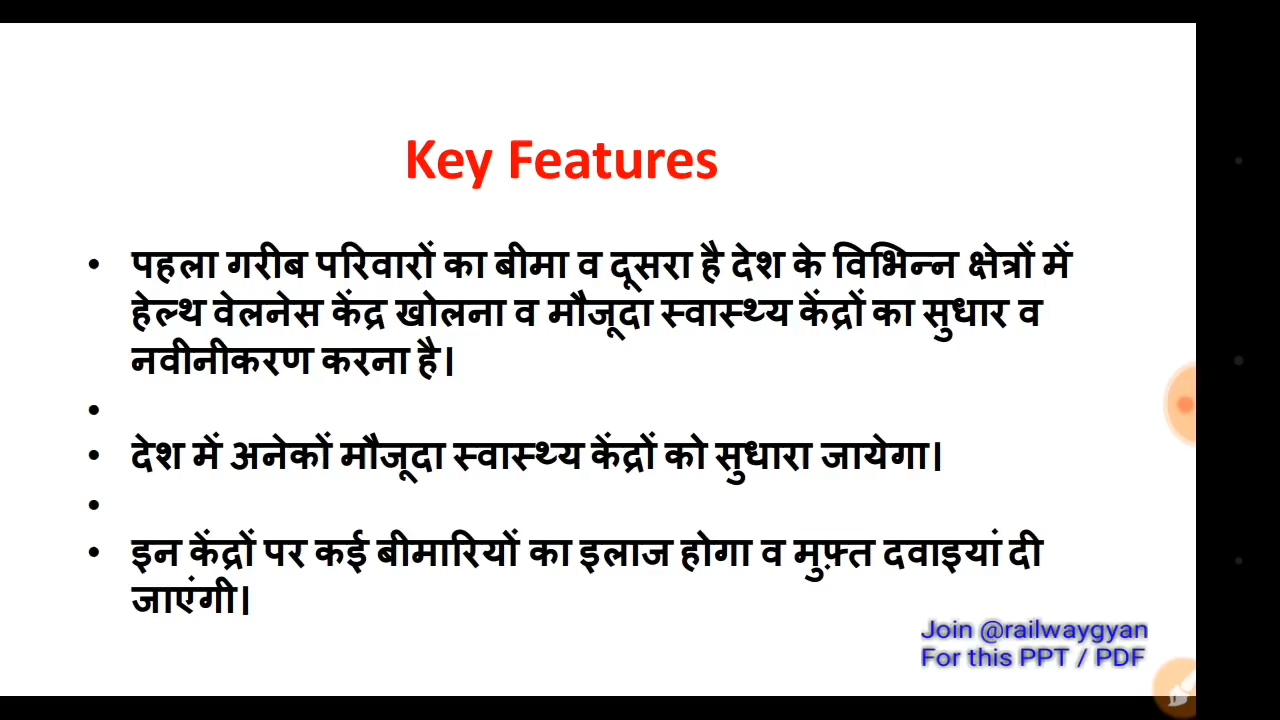 Key Features
• पहला गरीब परिवारों का बीमा व दूसरा है देश के विभिन्न क्षेत्रों में
हेल्थ वेलनेस केंद्र खोलना व मौजूदा स्वास्थ्य केंद्रों का सुधार व
नवीनीकरण करना है।
•
• देश में अनेकों मौजूदा स्वास्थ्य केंद्रों को सुधारा जायेगा।
•
• इन केंद्रों पर कई बीमारियों का इलाज होगा व मुफ़्त दवाइयां दी
जाएंगी।
Join @railwaygyan
For this PPT / PDF